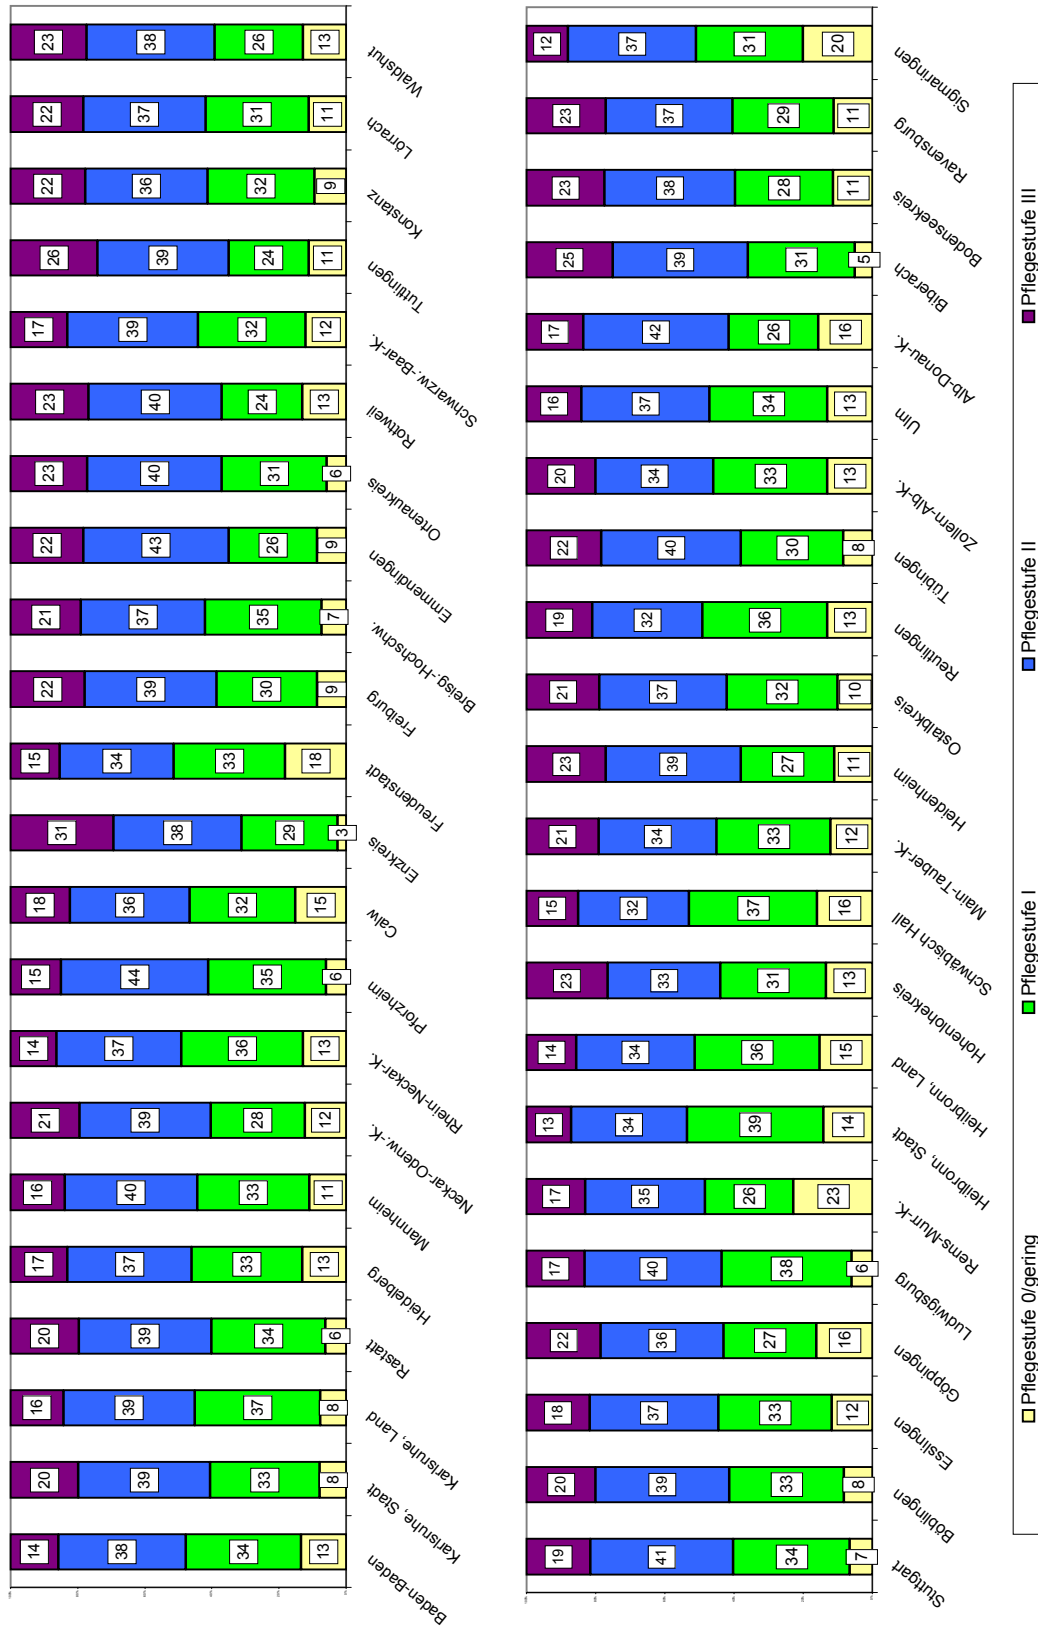 14 20 16 20 17 16 21 14 15 18 31 15 22 21 22 23 23 17 26 22 22 23
38 39 39 39 37 40 39 37 44 36 38 34 39 37 43 40 40 39 39 36 37 38
34 33 37 34 33 33 28 36 35 32 29 33 30 35 26 31 24 32 24 32 31 26
13 8 8 6 13 11 12 13 6 15 3 18 9 7 9 6 13 12 11 9 11 13
Baden-Baden
Karlsruhe, Stadt
Karlsruhe, Land
Rastatt
Heidelberg
Mannheim
Neckar-Odenw.-K.
Rhein-Neckar-K.
Pforzheim
Calw
Enzkreis
Freudenstadt
Freiburg
Breisg.-Hochschw.
Emmendingen
Ortenaukreis
Rottweil
Schwarzw.-Baar-K.
Tuttlingen
Konstanz
Lörrach
Waldshut
19 20 18 22 17 17 13 14 23 15 21 23 21 19 22 20 16 17 25 23 23 12
41 39 37 36 40 35 34 34 33 32 34 39 37 32 40 34 37 42 39 38 37 37
34 33 33 27 38 26 39 36 31 37 33 27 32 36 30 33 34 26 31 28 29 31
7 8 12 16 6 23 14 15 13 16 12 11 10 13 8 13 13 16 5 11 11 20
Stuttgart
Böblingen
Esslingen
Göppingen
Ludwigsburg
Rems-Murr-K.
Heilbronn, Stadt
Heilbronn, Land
Hohenlohekreis
Schwäbisch Hall
Main-Tauber-K.
Heidenheim
Ostalbkreis
Reutlingen
Tübingen
Zollern-Alb-K.
Ulm
Alb-Donau-K.
Biberach
Bodenseekreis
Ravensburg
Sigmaringen
Pflegestufe 0/gering Pflegestufe I Pflegestufe II Pflegestufe III